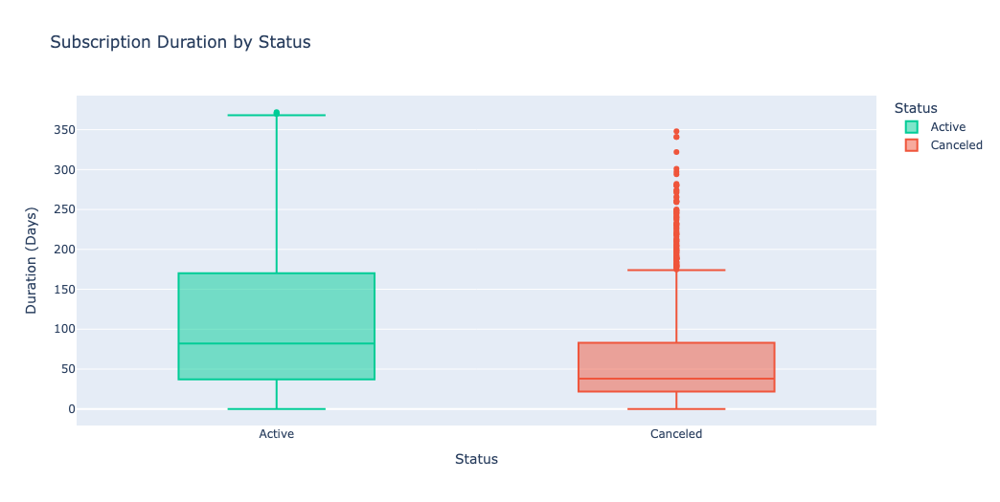 Subscription Duration by Status
Status
Active
Canceled
350
300
250
200
150
100
50
0
Duration (Days)
Active
Canceled
Status